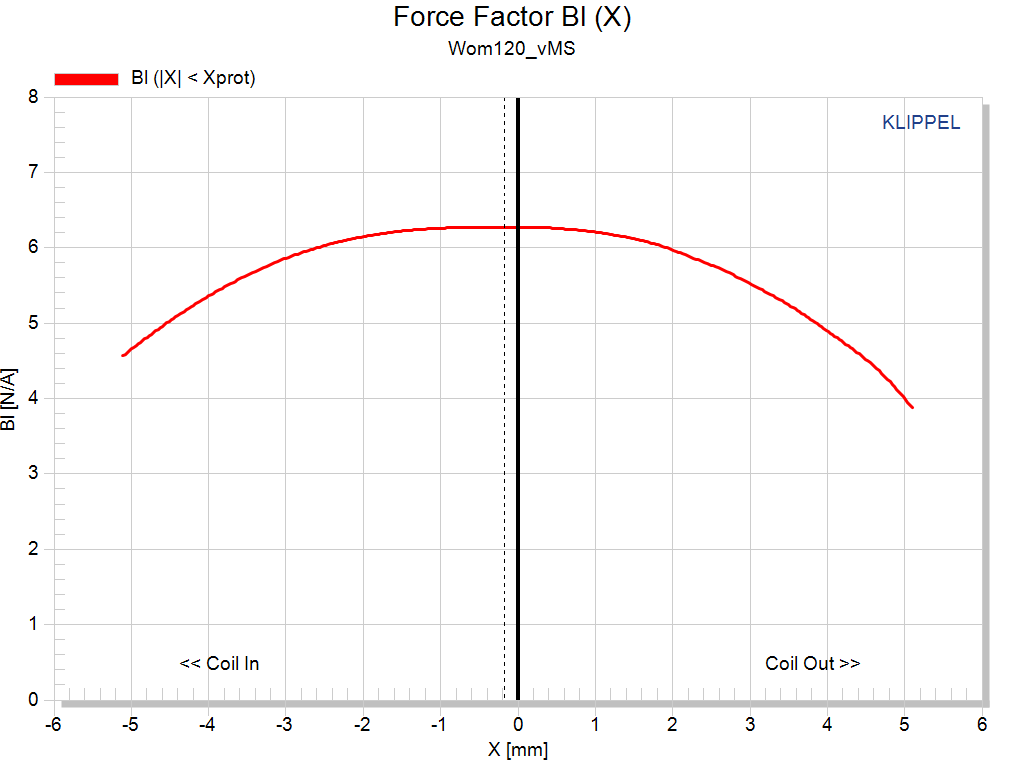 Force Factor Bl (X)
Wom120_vMS
Bl (|X| < Xprot)
KLIPPEL
Bl [N/A]
8
7
6
5
4
3
2
1
0
<< Coil In
Coil Out >>
-6 -5 -4 -3 -2 -1 0 1 2 3 4 5 6
X [mm]